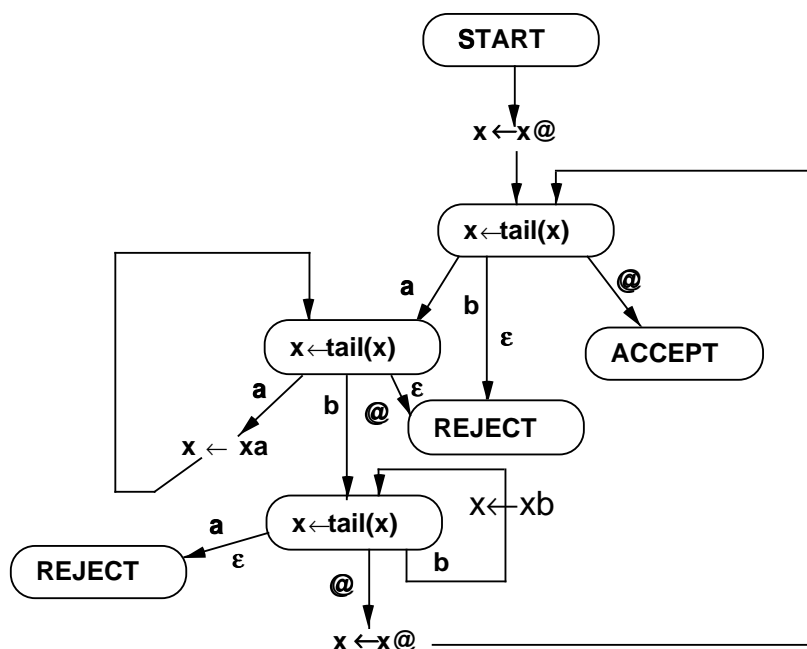 START
x ← x @
x ← tail(x)
a
b
ε
@
ACCEPT
x ← tail(x)
a
b
@
ε
REJECT
x ← xa
x ← tail(x)
x ← xb
a
ε
b
@
REJECT
x ← x @